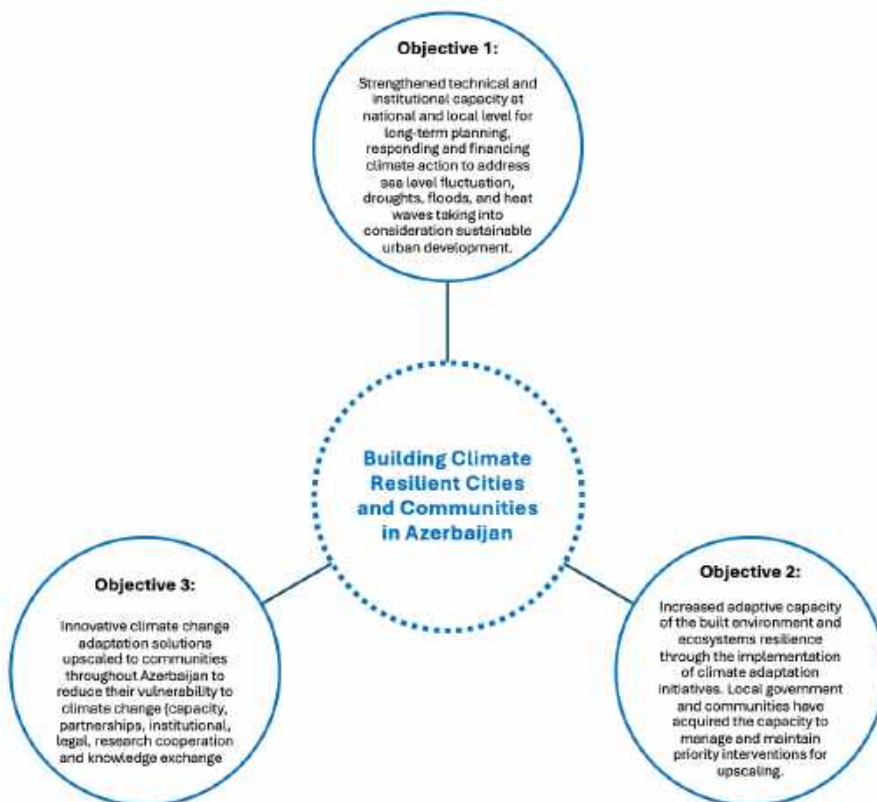 Objective 1:
Strengthened technical and
institutional capacity at
national and local level for
long-term planning,
responding and financing
climate action to address
sea level fluctuation,
droughts, floods, and heat
waves taking into
consideration sustainable
urban development.
Building Climate
Resilient Cities
and Communities
in Azerbaijan
Objective 2:
Increased adaptive capacity
of the built environment and
ecosystems resilience
through the implementation
of climate adaptation
initiatives. Local government
and communities have
acquired the capacity to
manage and maintain
priority interventions for
upscaling.
Objective 3:
Innovative climate change
adaptation solutions
upscaled to communities
throughout Azerbaijan to
reduce their vulnerability to
climate change (capacity,
partnerships, institutional,
legal, research cooperation
and knowledge exchange